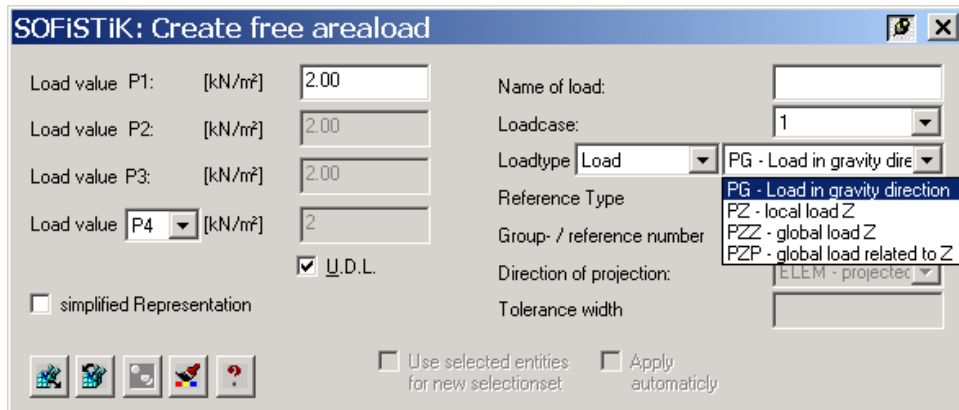 SOFiSTiK: Create free areaload
Load value P1: [kN/m²] 2.00
Load value P2: [kN/m²] 2.00
Load value P3: [kN/m²] 2.00
Load value P4 [kN/m²] 2
U.D.L.
simplified Representation
Name of load:
Loadcase: 1
Loadtype Load PG - Load in gravity dire
Reference Type
Group- / reference number
Direction of projection: ELEM - projected
Tolerance width
PG - Load in gravity direction
PZ - local load Z
PZZ - global load Z
PZP - global load related to Z
?
Use selected entities
for new selectionset
Apply
automaticly